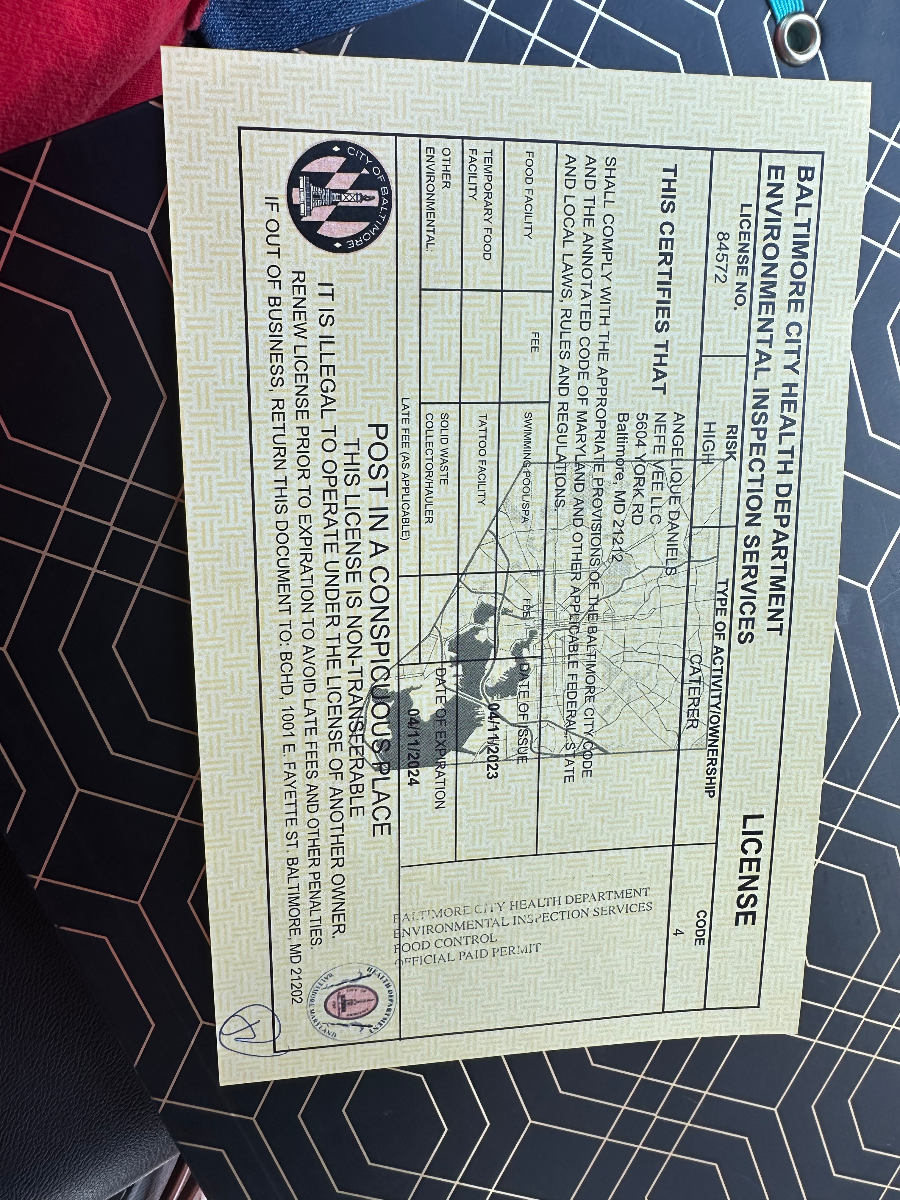 BALTIMORE CITY HEALTH DEPARTMENT
ENVIRONMENTAL INSPECTION SERVICES
LICENSE
LICENSE NO.
84572
RISK
HIGH
TYPE OF ACTIVITY/OWNERSHIP
CATERER
CODE
4
THIS CERTIFIES THAT
ANGELIQUE DANIELS
NEFE VEE LLC
5604 YORK RD
Baltimore, MD 21212
SHALL COMPLY WITH THE APPROPRIATE PROVISIONS OF THE BALTIMORE CITY CODE
AND THE ANNOTATED CODE OF MARYLAND AND OTHER APPLICABLE FEDERAL, STATE
AND LOCAL LAWS, RULES AND REGULATIONS.
FOOD FACILITY
FEE
SWIMMING POOL/SPA
FEE
DATE OF ISSUE
04/11/2023
TEMPORARY FOOD
FACILITY
TATTOO FACILITY
OTHER
ENVIRONMENTAL
SOLID WASTE
COLLECTOR/HAULER
DATE OF EXPIRATION
04/11/2024
LATE FEE (AS APPLICABLE)
BALTIMORE CITY HEALTH DEPARTMENT
ENVIRONMENTAL INSPECTION SERVICES
FOOD CONTROL
OFFICIAL PAID PERMIT
POST IN A CONSPICUOUS PLACE
THIS LICENSE IS NON-TRANSFERABLE
IT IS ILLEGAL TO OPERATE UNDER THE LICENSE OF ANOTHER OWNER.
RENEW LICENSE PRIOR TO EXPIRATION TO AVOID LATE FEES AND OTHER PENALTIES.
IF OUT OF BUSINESS, RETURN THIS DOCUMENT TO: BCHD, 1001 E. FAYETTE ST. BALTIMORE, MD 21202
CITY OF BALTIMORE
HEALTH DEPARTMENT
BALTIMORE MARYLAND